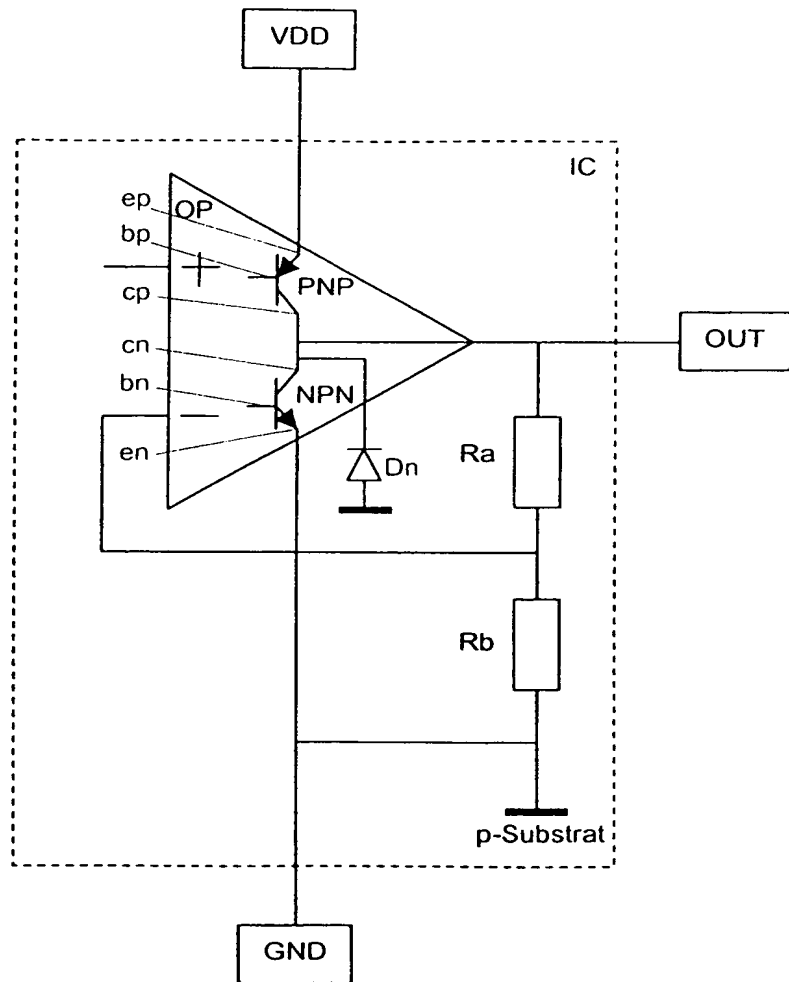 VDD
IC
ep
OP
bp
+
PNP
cp
OUT
cn
bn
NPN
−
en
Dn
Ra
Rb
p-Substrat
GND